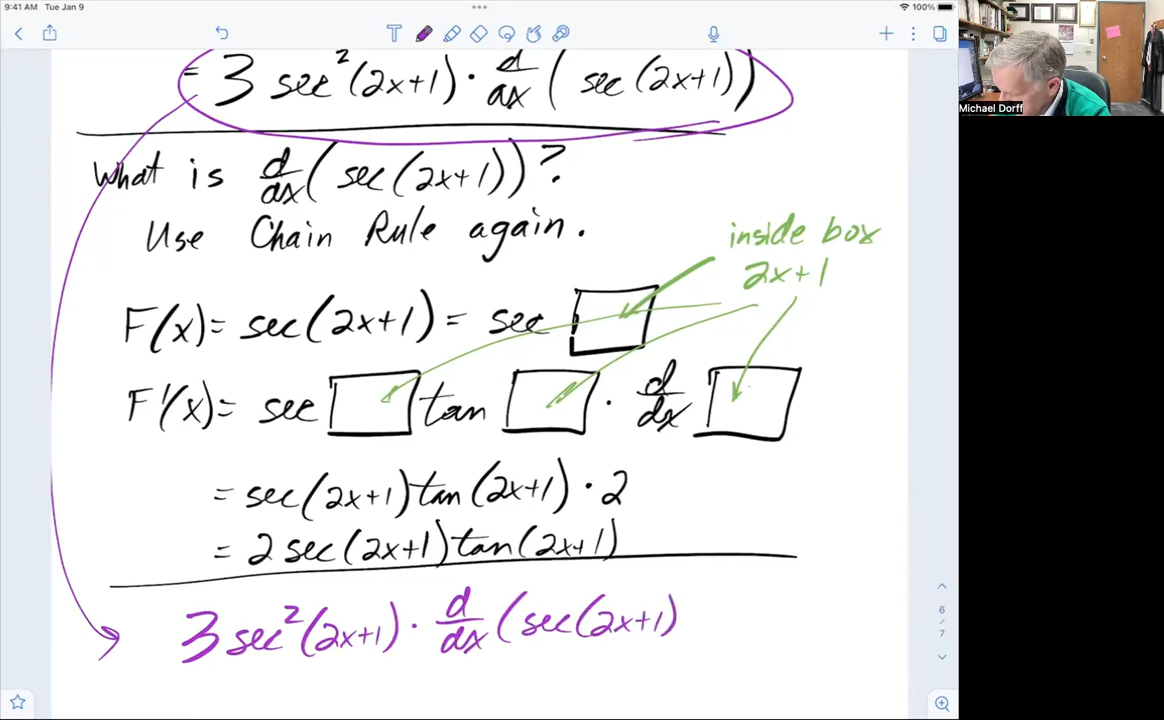 9:41 AM Tue Jan 9
100%
= 3 sec²(2x+1) · d/dx ( sec(2x+1))
Michael Dorff
What is d/dx( sec(2x+1))?
Use Chain Rule again.
inside box
2x+1
F(x) = sec(2x+1) = sec
F'(x) = sec tan · d/dx
= sec(2x+1)tan(2x+1) · 2
= 2 sec(2x+1)tan(2x+1)
3 sec²(2x+1) · d/dx (sec(2x+1)
6
/
7